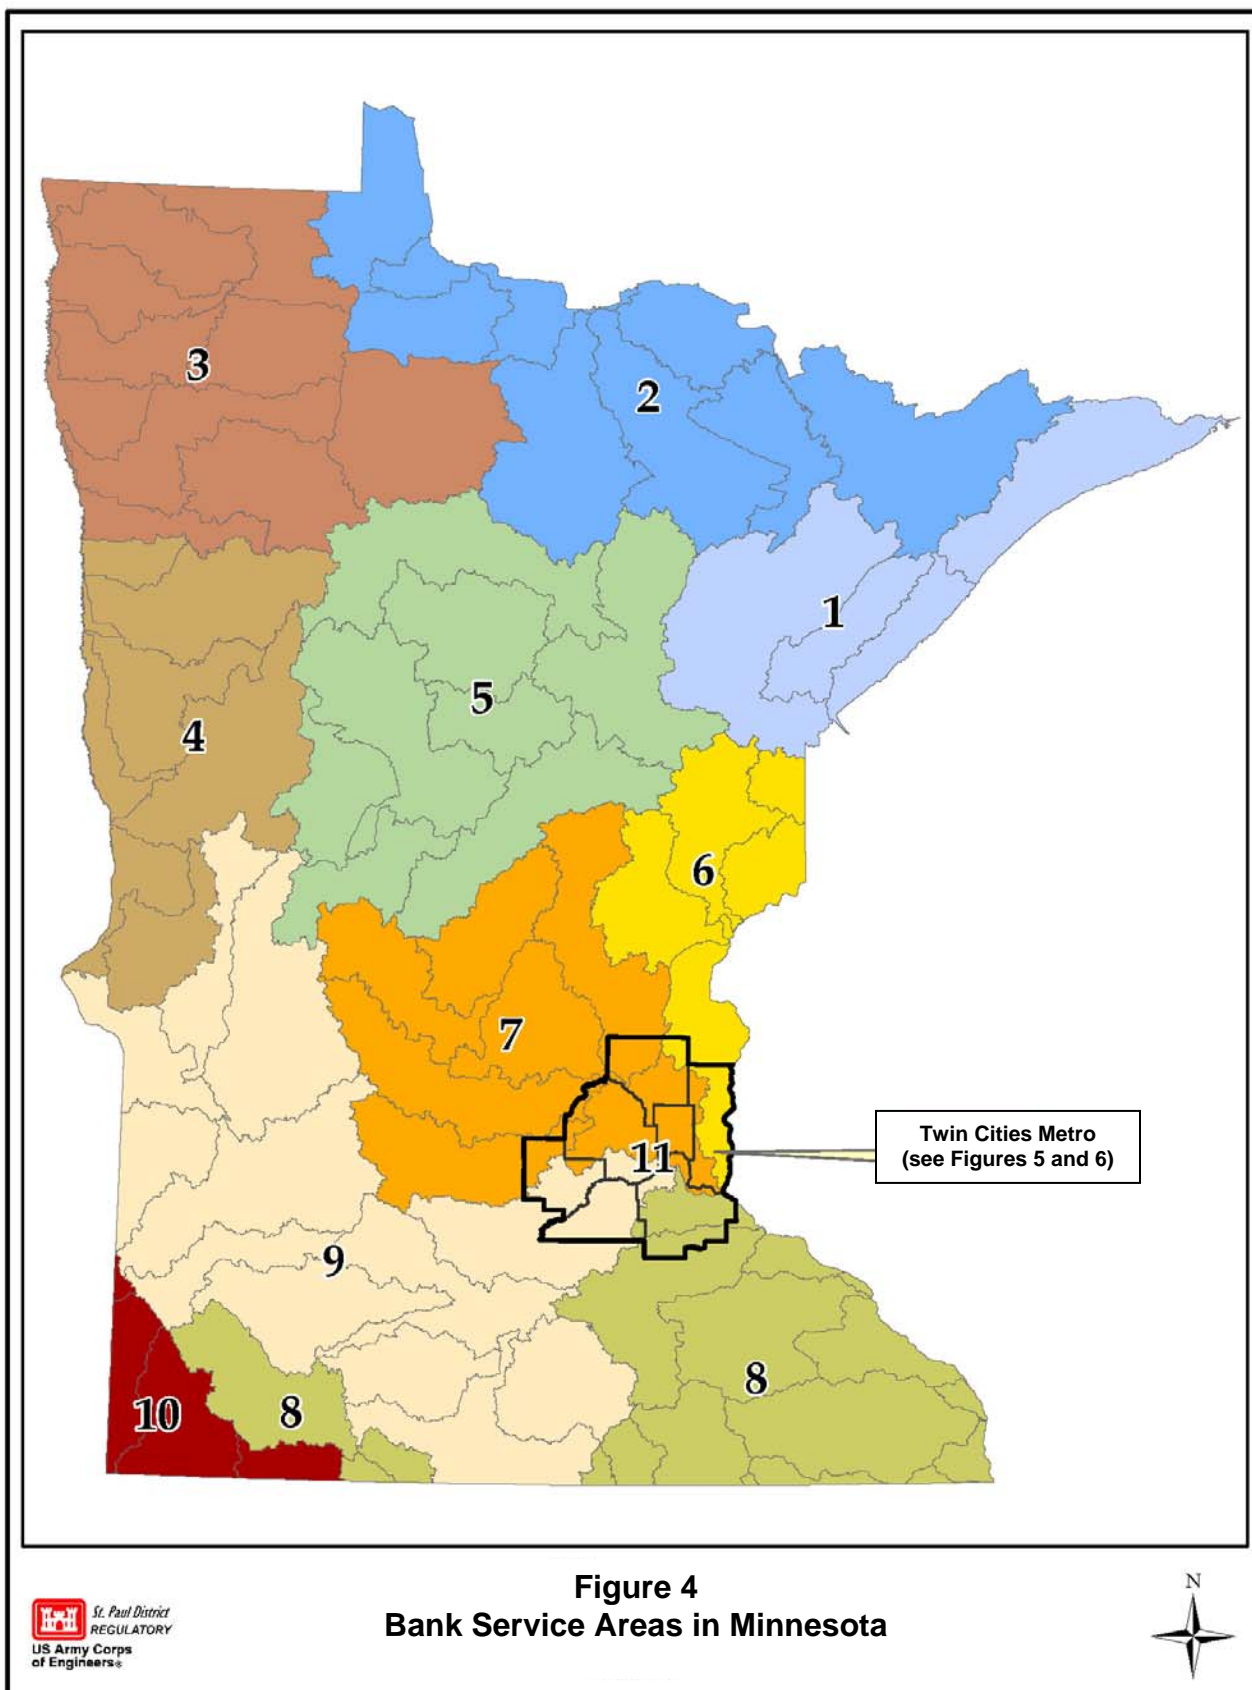 3
2
1
5
4
6
7
11
Twin Cities Metro
(see Figures 5 and 6)
9
8
10
8
Figure 4
Bank Service Areas in Minnesota
St. Paul District
REGULATORY
US Army Corps
of Engineers®
N